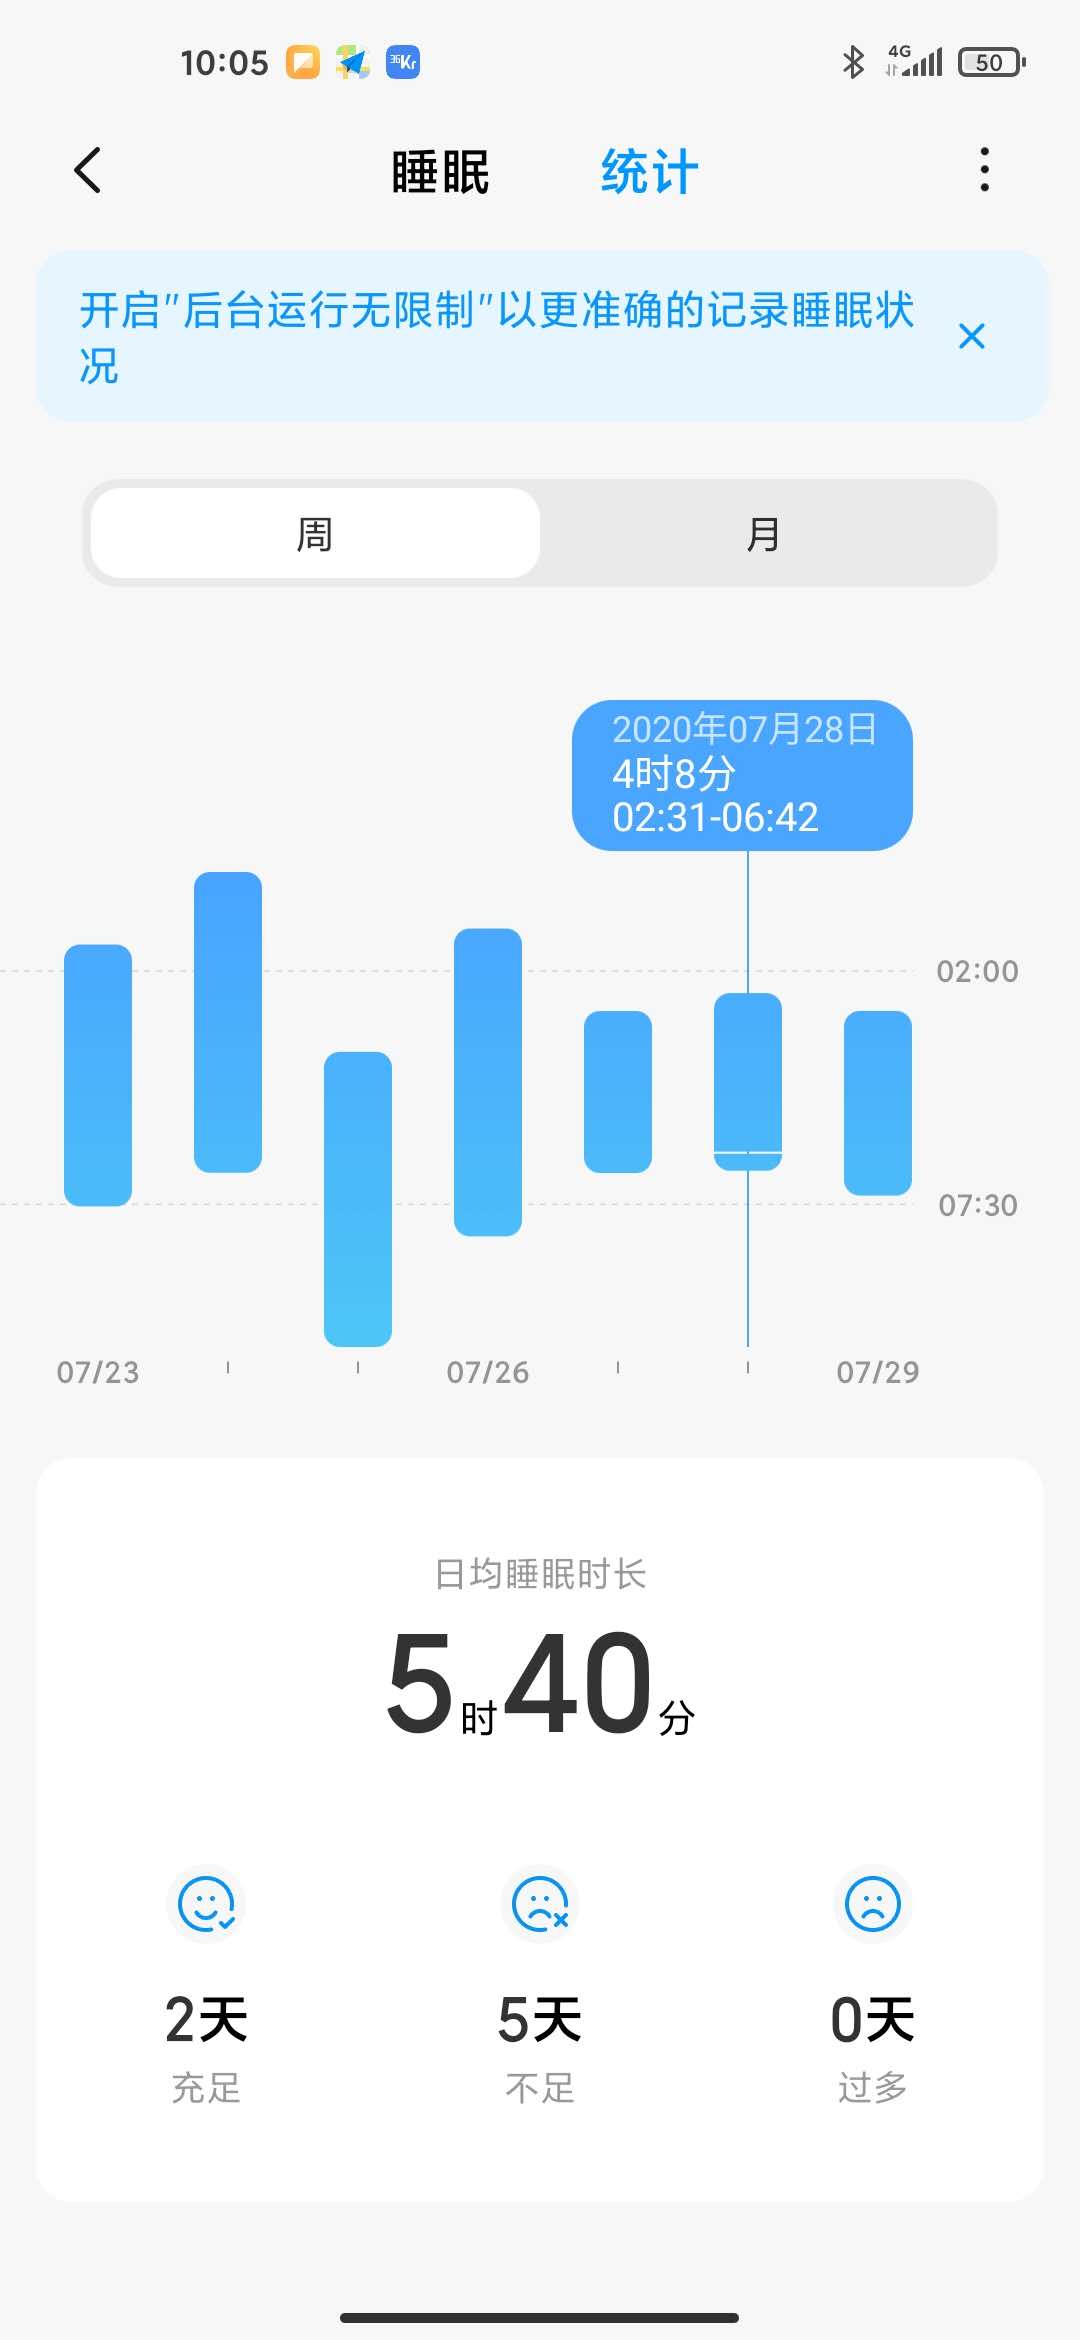 10:05
36Kr
4G
50
睡眠 统计
开启"后台运行无限制"以更准确的记录睡眠状
况
周 月
2020年07月28日
4时8分
02:31-06:42
02:00
07:30
07/23 07/26 07/29
日均睡眠时长
5时40分
2天 5天 0天
充足 不足 过多